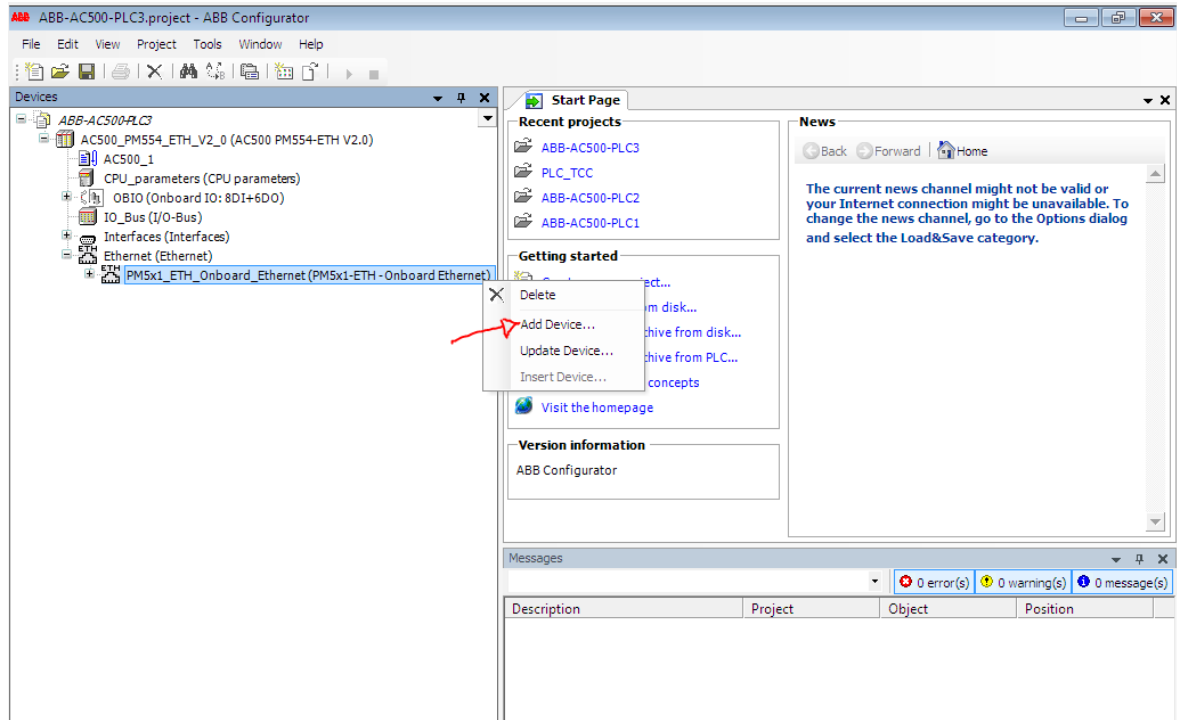 ABB ABB-AC500-PLC3.project - ABB Configurator
File Edit View Project Tools Window Help
Devices
ABB-AC500-PLC3
AC500_PM554_ETH_V2_0 (AC500 PM554-ETH V2.0)
AC500_1
CPU_parameters (CPU parameters)
OBIO (Onboard IO: 8DI+6DO)
IO_Bus (I/O-Bus)
Interfaces (Interfaces)
ETH
Ethernet (Ethernet)
ETH
PM5x1_ETH_Onboard_Ethernet (PM5x1-ETH - Onboard Ethernet)
Delete
Add Device...
Update Device...
Insert Device...
Start Page
Recent projects
ABB-AC500-PLC3
PLC_TCC
ABB-AC500-PLC2
ABB-AC500-PLC1
Getting started
ect...
m disk...
hive from disk...
hive from PLC...
concepts
Visit the homepage
Version information
ABB Configurator
News
Back Forward Home
The current news channel might not be valid or
your Internet connection might be unavailable. To
change the news channel, go to the Options dialog
and select the Load&Save category.
Messages
0 error(s) 0 warning(s) 0 message(s)
Description Project Object Position